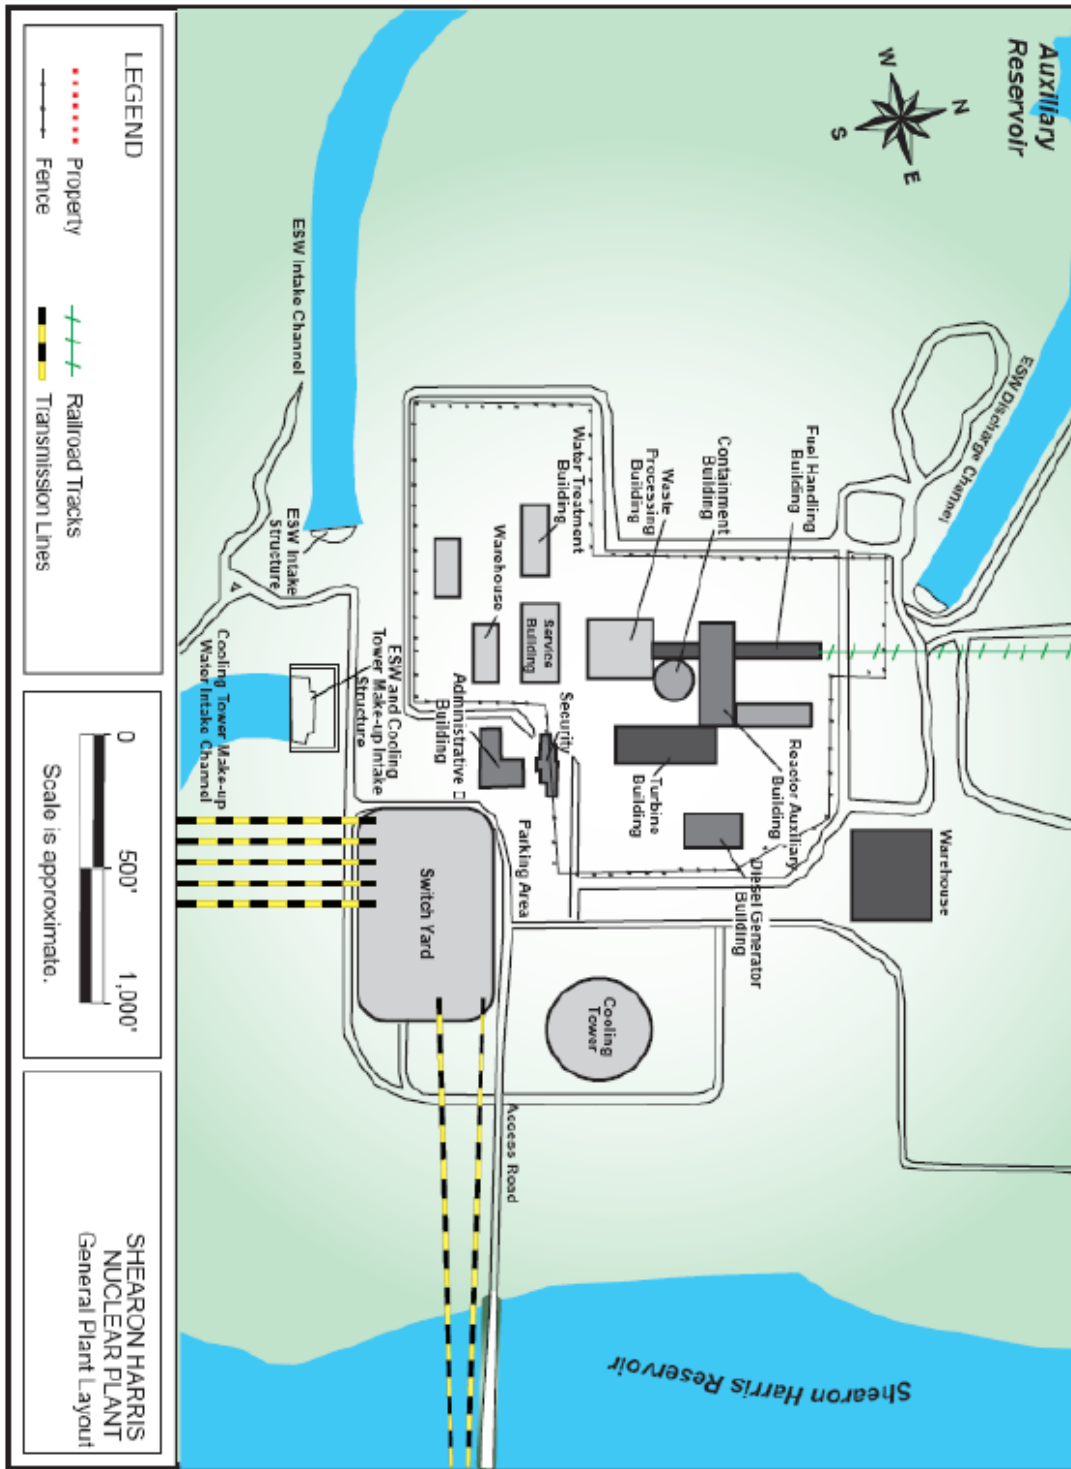 Auxiliary
Reservoir
N
W
E
S
ESW Discharge Channel
Fuel Handling
Building
Containment
Building
Waste
Processing
Building
Water Treatment
Building
Warehouse
Service
Building
Security
Reactor Auxiliary
Building
Turbine
Building
Diesel Generator
Building
Warehouse
Administrative
Building
Parking Area
ESW Intake Channel
ESW Intake
Structure
ESW and Cooling
Tower Make-up Intake
Structure
Cooling Tower Make-up
Water Intake Channel
Switch Yard
Cooling
Tower
Access Road
Shearon Harris Reservoir
LEGEND
Property
Railroad Tracks
Fence
Transmission Lines
0
500'
1,000'
Scale is approximate.
SHEARON HARRIS
NUCLEAR PLANT
General Plant Layout